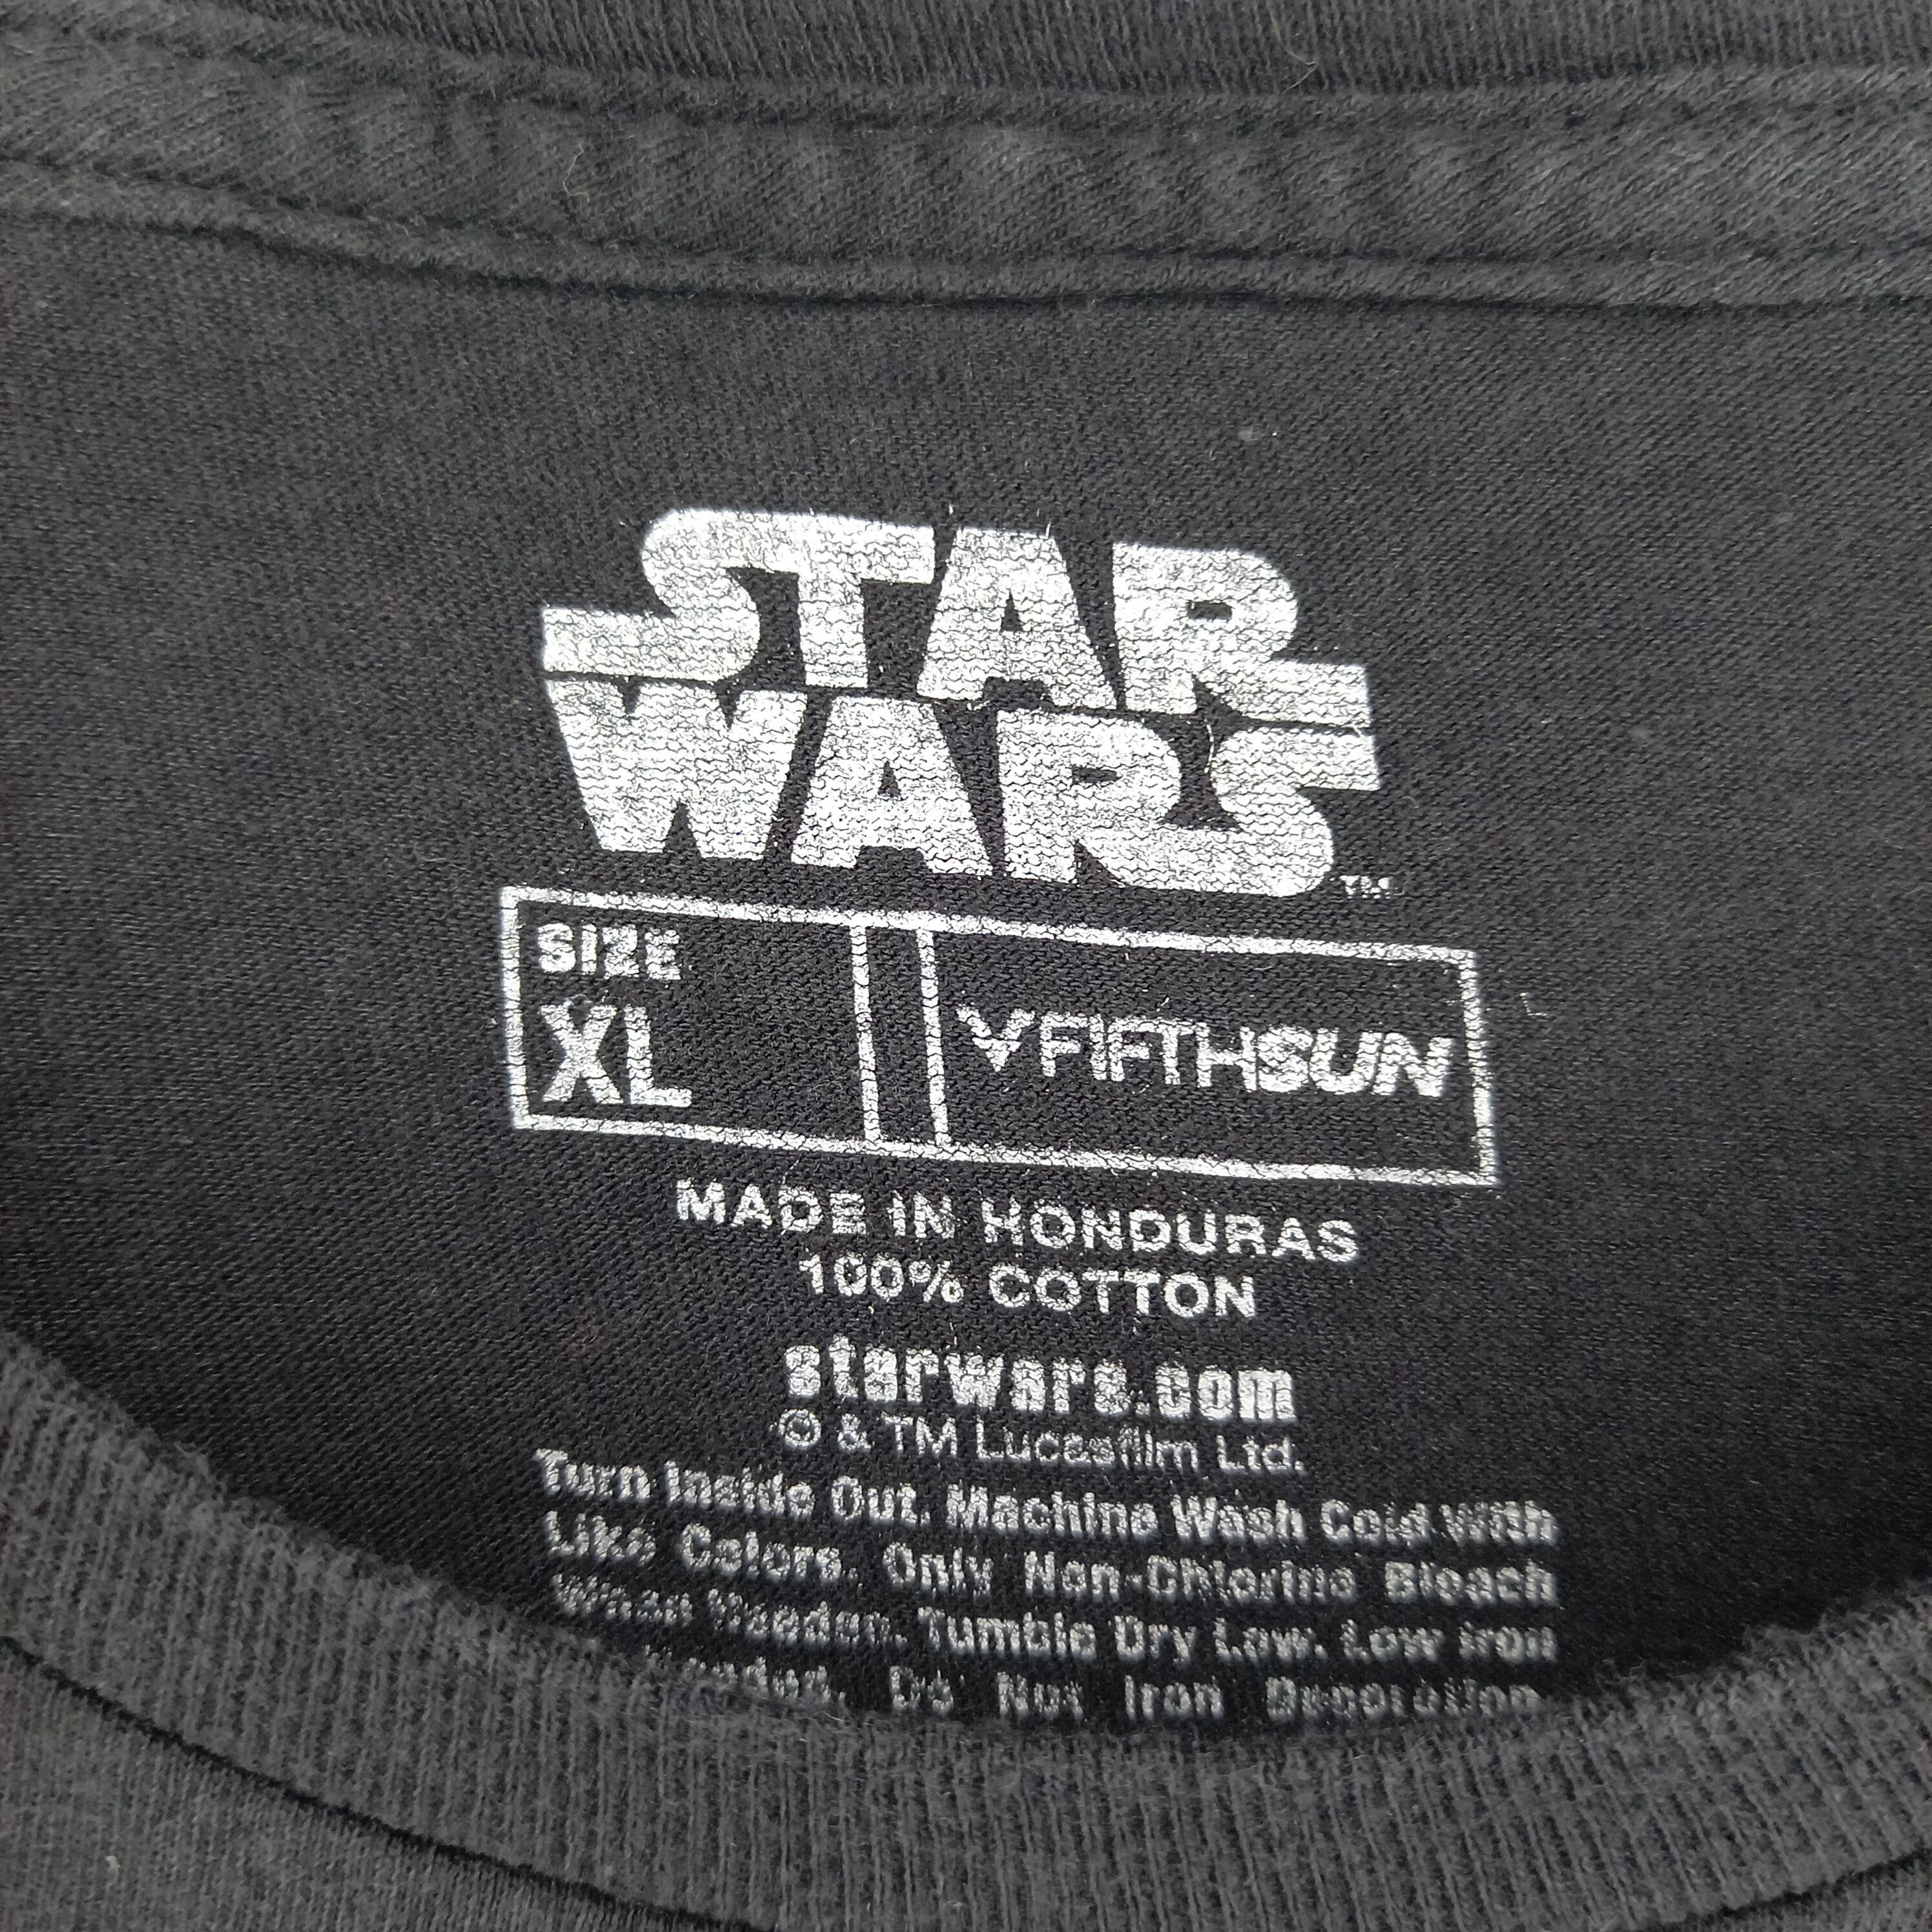 STAR
WARS
TM
SIZE
XL
FIFTHSUN
MADE IN HONDURAS
100% COTTON
starwars.com
© & TM Lucasfilm Ltd.
Turn Inside Out. Machine Wash Cold With
Like Colors. Only Non-Chlorine Bleach
When Needed. Tumble Dry Low. Low Iron
Do Not Iron Decoration.